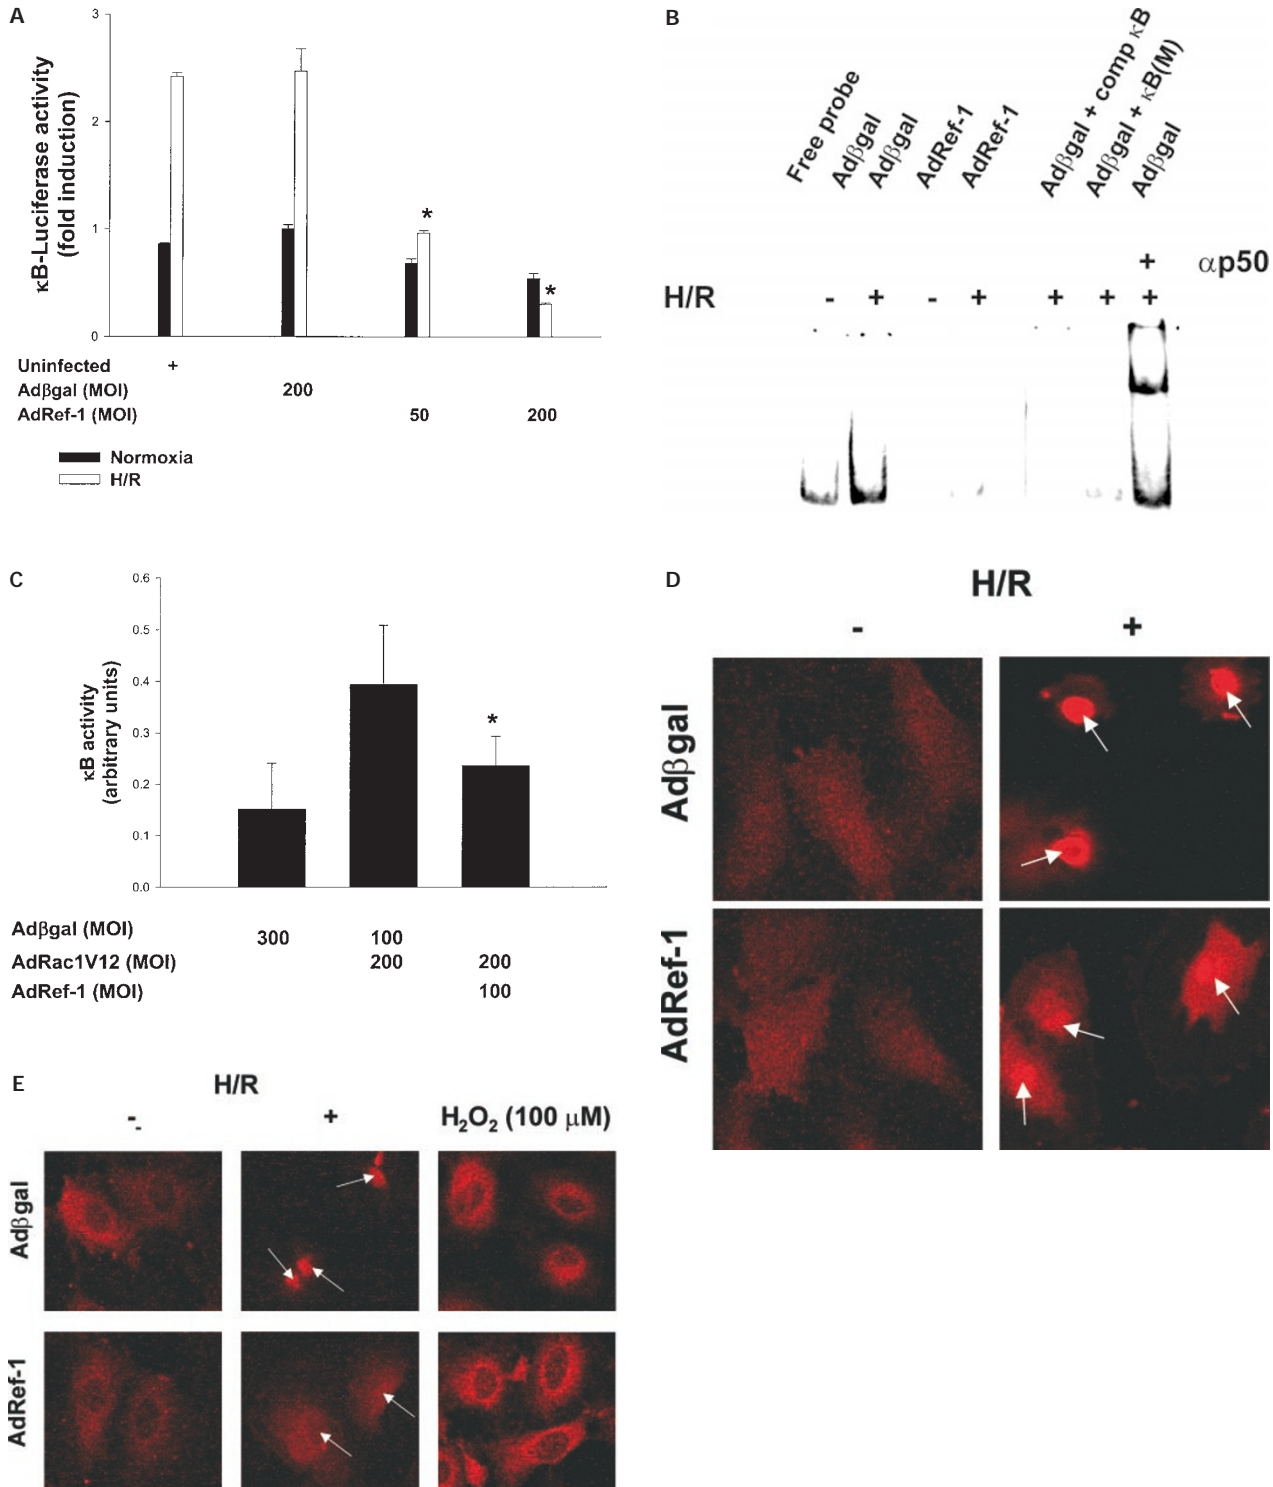 A
3
2
1
0
κB-Luciferase activity
(fold induction)
*
*
Uninfected +
Adβgal (MOI) 200
AdRef-1 (MOI) 50 200
Normoxia
H/R
B
Free probe
Adβgal
Adβgal
AdRef-1
AdRef-1
Adβgal + comp κB
Adβgal + κB(M)
Adβgal
+ αp50
H/R - + - + + + +
C
0.6
0.5
0.4
0.3
0.2
0.1
0.0
κB activity
(arbitrary units)
*
Adβgal (MOI) 300 100
AdRac1V12 (MOI) 200 200
AdRef-1 (MOI) 100
D
H/R
- +
Adβgal
AdRef-1
E
H/R
- + H₂O₂ (100 μM)
Adβgal
AdRef-1